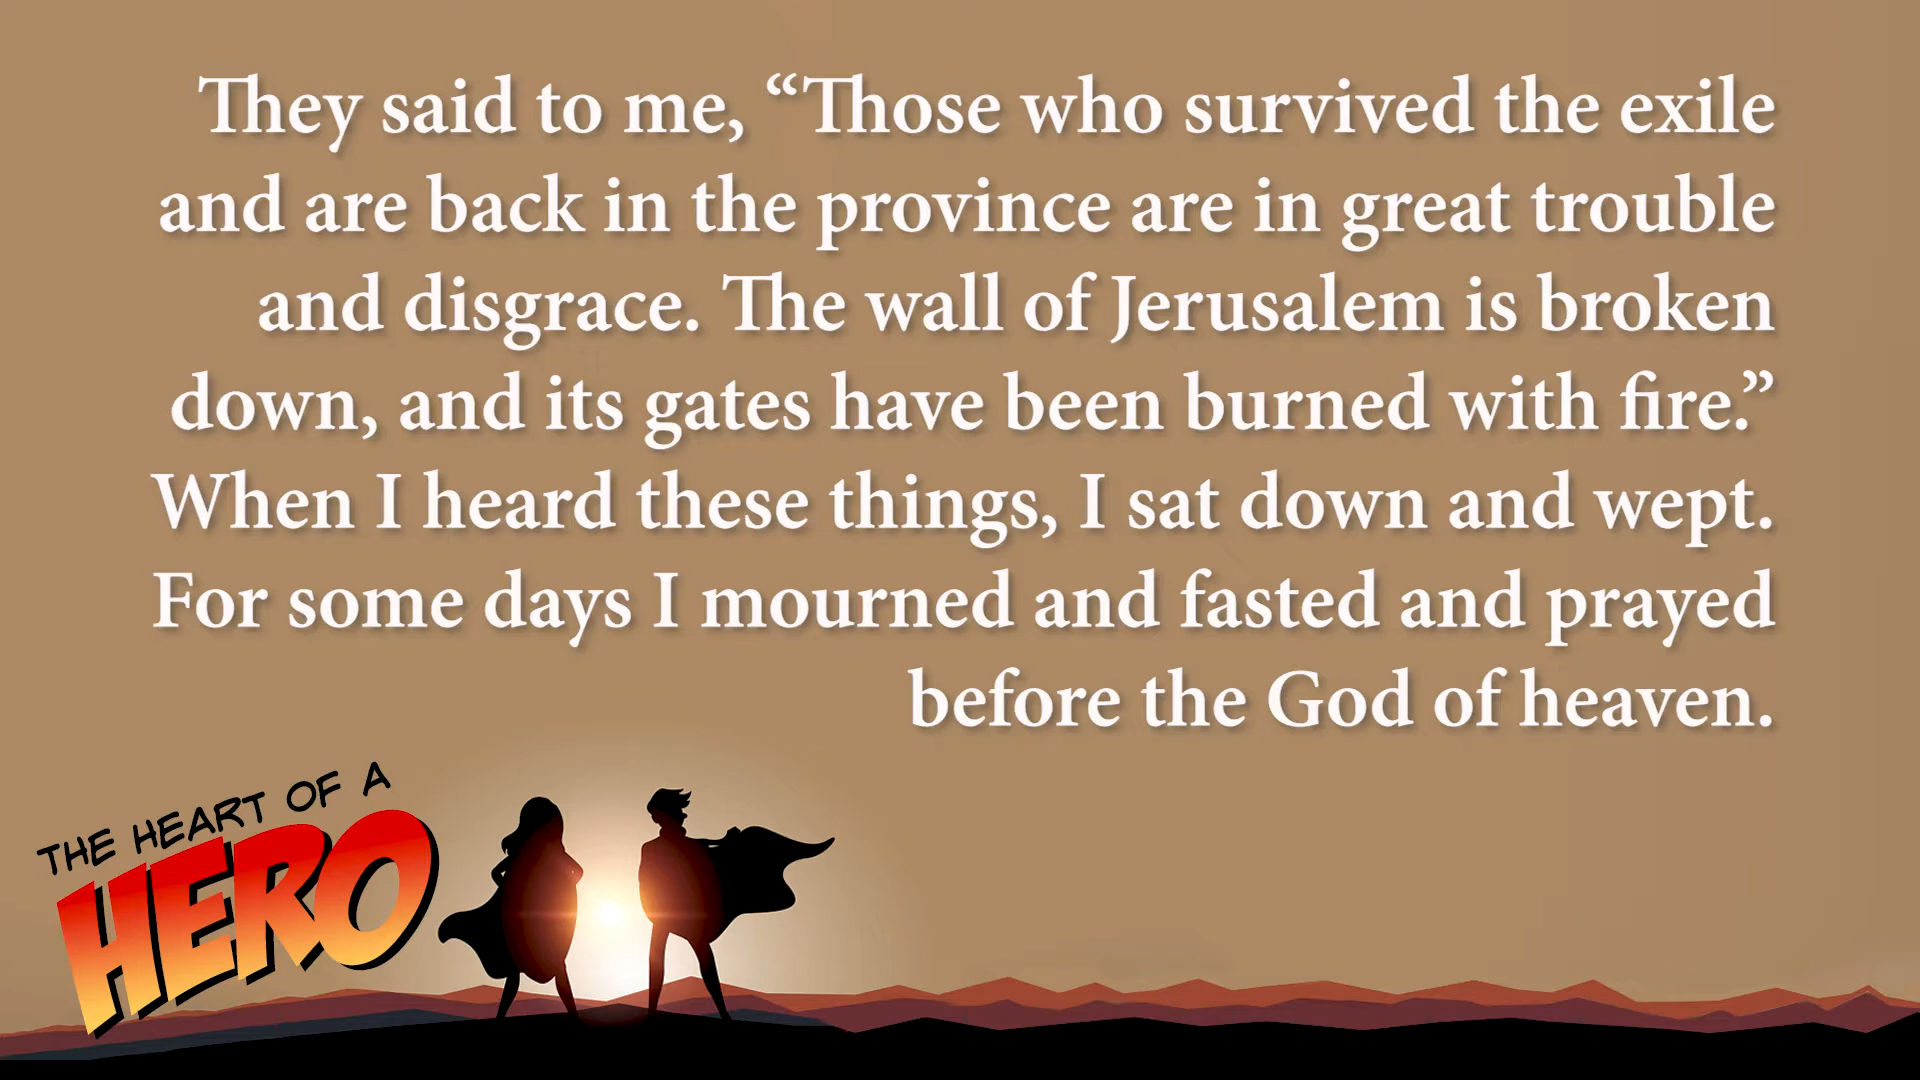 They said to me, “Those who survived the exile
and are back in the province are in great trouble
and disgrace. The wall of Jerusalem is broken
down, and its gates have been burned with fire.”
When I heard these things, I sat down and wept.
For some days I mourned and fasted and prayed
before the God of heaven.
THE HEART OF A
HERO